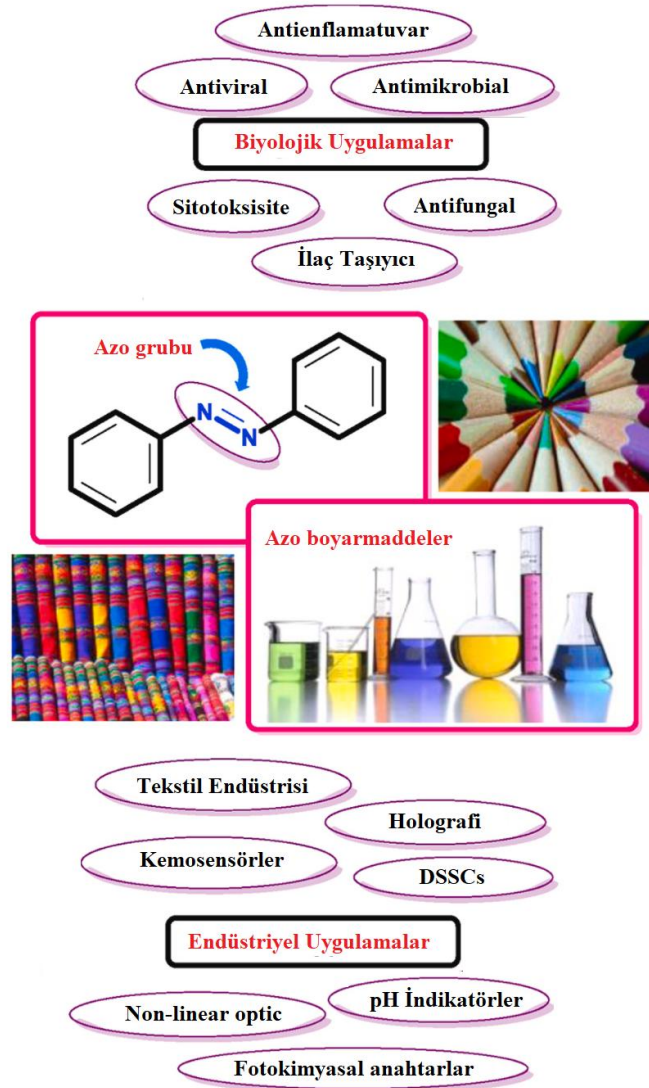 Antienflamatuvar
Antiviral
Antimikrobial
Biyolojik Uygulamalar
Sitotoksisite
Antifungal
İlaç Taşıyıcı
Azo grubu
N
N
Azo boyarmaddeler
Tekstil Endüstrisi
Holografi
Kemosensörler
DSSCs
Endüstriyel Uygulamalar
pH İndikatörler
Non-linear optic
Fotokimyasal anahtarlar